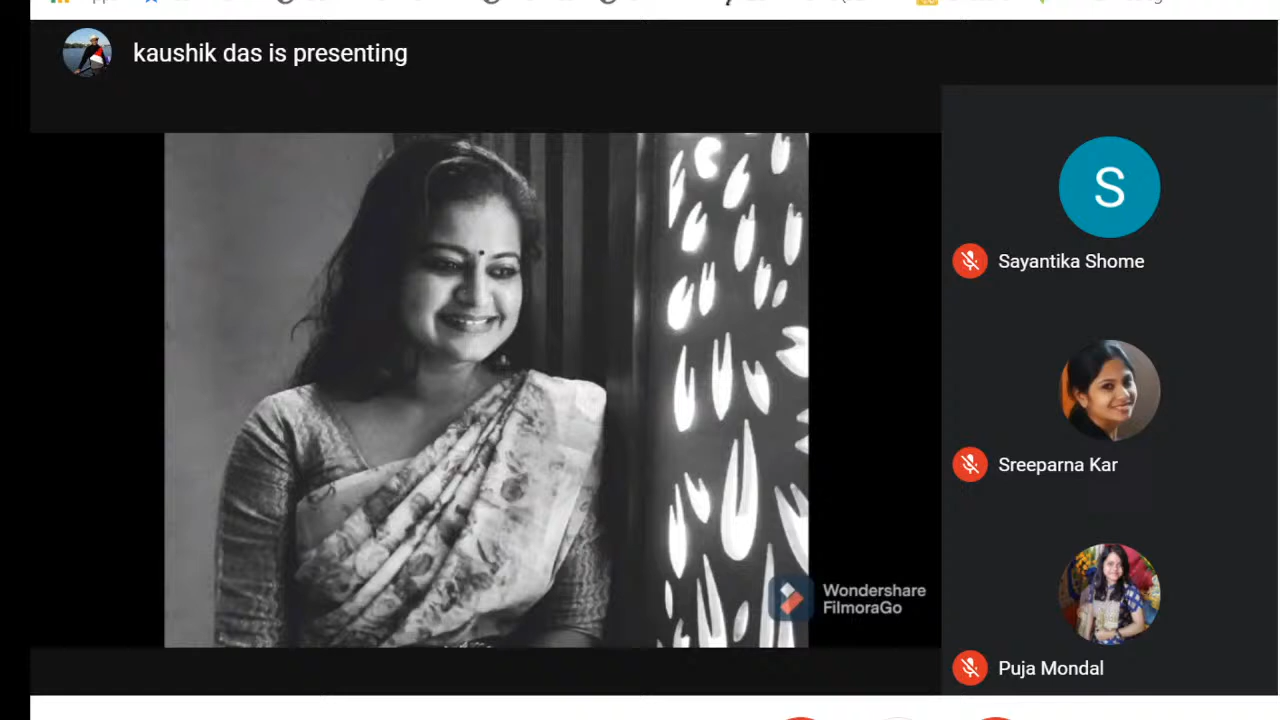 kaushik das is presenting
S
Sayantika Shome
Sreeparna Kar
Wondershare
FilmoraGo
Puja Mondal